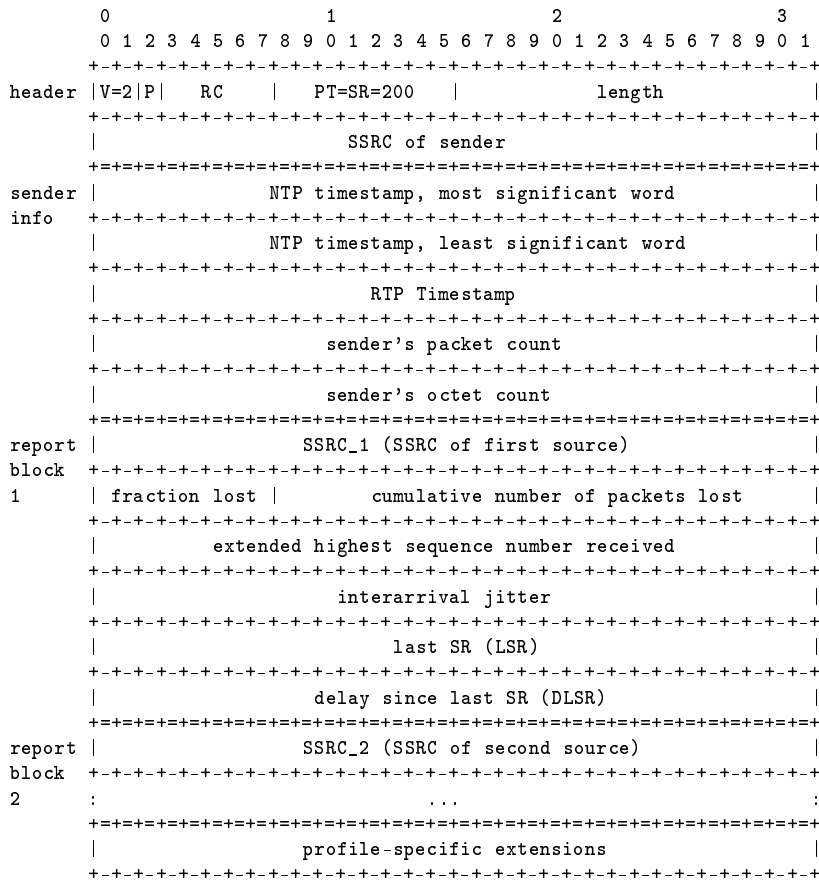 0                   1                   2                   3
        0 1 2 3 4 5 6 7 8 9 0 1 2 3 4 5 6 7 8 9 0 1 2 3 4 5 6 7 8 9 0 1
       +-+-+-+-+-+-+-+-+-+-+-+-+-+-+-+-+-+-+-+-+-+-+-+-+-+-+-+-+-+-+-+-+
header |V=2|P|   RC    |   PT=SR=200   |            length             |
       +-+-+-+-+-+-+-+-+-+-+-+-+-+-+-+-+-+-+-+-+-+-+-+-+-+-+-+-+-+-+-+-+
       |                      SSRC of sender                           |
       +=+=+=+=+=+=+=+=+=+=+=+=+=+=+=+=+=+=+=+=+=+=+=+=+=+=+=+=+=+=+=+=+
sender |               NTP timestamp, most significant word            |
info   +-+-+-+-+-+-+-+-+-+-+-+-+-+-+-+-+-+-+-+-+-+-+-+-+-+-+-+-+-+-+-+-+
       |               NTP timestamp, least significant word           |
       +-+-+-+-+-+-+-+-+-+-+-+-+-+-+-+-+-+-+-+-+-+-+-+-+-+-+-+-+-+-+-+-+
       |                        RTP Timestamp                          |
       +-+-+-+-+-+-+-+-+-+-+-+-+-+-+-+-+-+-+-+-+-+-+-+-+-+-+-+-+-+-+-+-+
       |                    sender's packet count                      |
       +-+-+-+-+-+-+-+-+-+-+-+-+-+-+-+-+-+-+-+-+-+-+-+-+-+-+-+-+-+-+-+-+
       |                    sender's octet count                       |
       +=+=+=+=+=+=+=+=+=+=+=+=+=+=+=+=+=+=+=+=+=+=+=+=+=+=+=+=+=+=+=+=+
report |                  SSRC_1 (SSRC of first source)                |
block  +-+-+-+-+-+-+-+-+-+-+-+-+-+-+-+-+-+-+-+-+-+-+-+-+-+-+-+-+-+-+-+-+
1      | fraction lost |        cumulative number of packets lost      |
       +-+-+-+-+-+-+-+-+-+-+-+-+-+-+-+-+-+-+-+-+-+-+-+-+-+-+-+-+-+-+-+-+
       |          extended highest sequence number received            |
       +-+-+-+-+-+-+-+-+-+-+-+-+-+-+-+-+-+-+-+-+-+-+-+-+-+-+-+-+-+-+-+-+
       |                     interarrival jitter                       |
       +-+-+-+-+-+-+-+-+-+-+-+-+-+-+-+-+-+-+-+-+-+-+-+-+-+-+-+-+-+-+-+-+
       |                          last SR (LSR)                        |
       +-+-+-+-+-+-+-+-+-+-+-+-+-+-+-+-+-+-+-+-+-+-+-+-+-+-+-+-+-+-+-+-+
       |                   delay since last SR (DLSR)                  |
       +=+=+=+=+=+=+=+=+=+=+=+=+=+=+=+=+=+=+=+=+=+=+=+=+=+=+=+=+=+=+=+=+
report |                  SSRC_2 (SSRC of second source)               |
block  +-+-+-+-+-+-+-+-+-+-+-+-+-+-+-+-+-+-+-+-+-+-+-+-+-+-+-+-+-+-+-+-+
2      :                             ...                               :
       +=+=+=+=+=+=+=+=+=+=+=+=+=+=+=+=+=+=+=+=+=+=+=+=+=+=+=+=+=+=+=+=+
       |                  profile-specific extensions                  |
       +-+-+-+-+-+-+-+-+-+-+-+-+-+-+-+-+-+-+-+-+-+-+-+-+-+-+-+-+-+-+-+-+